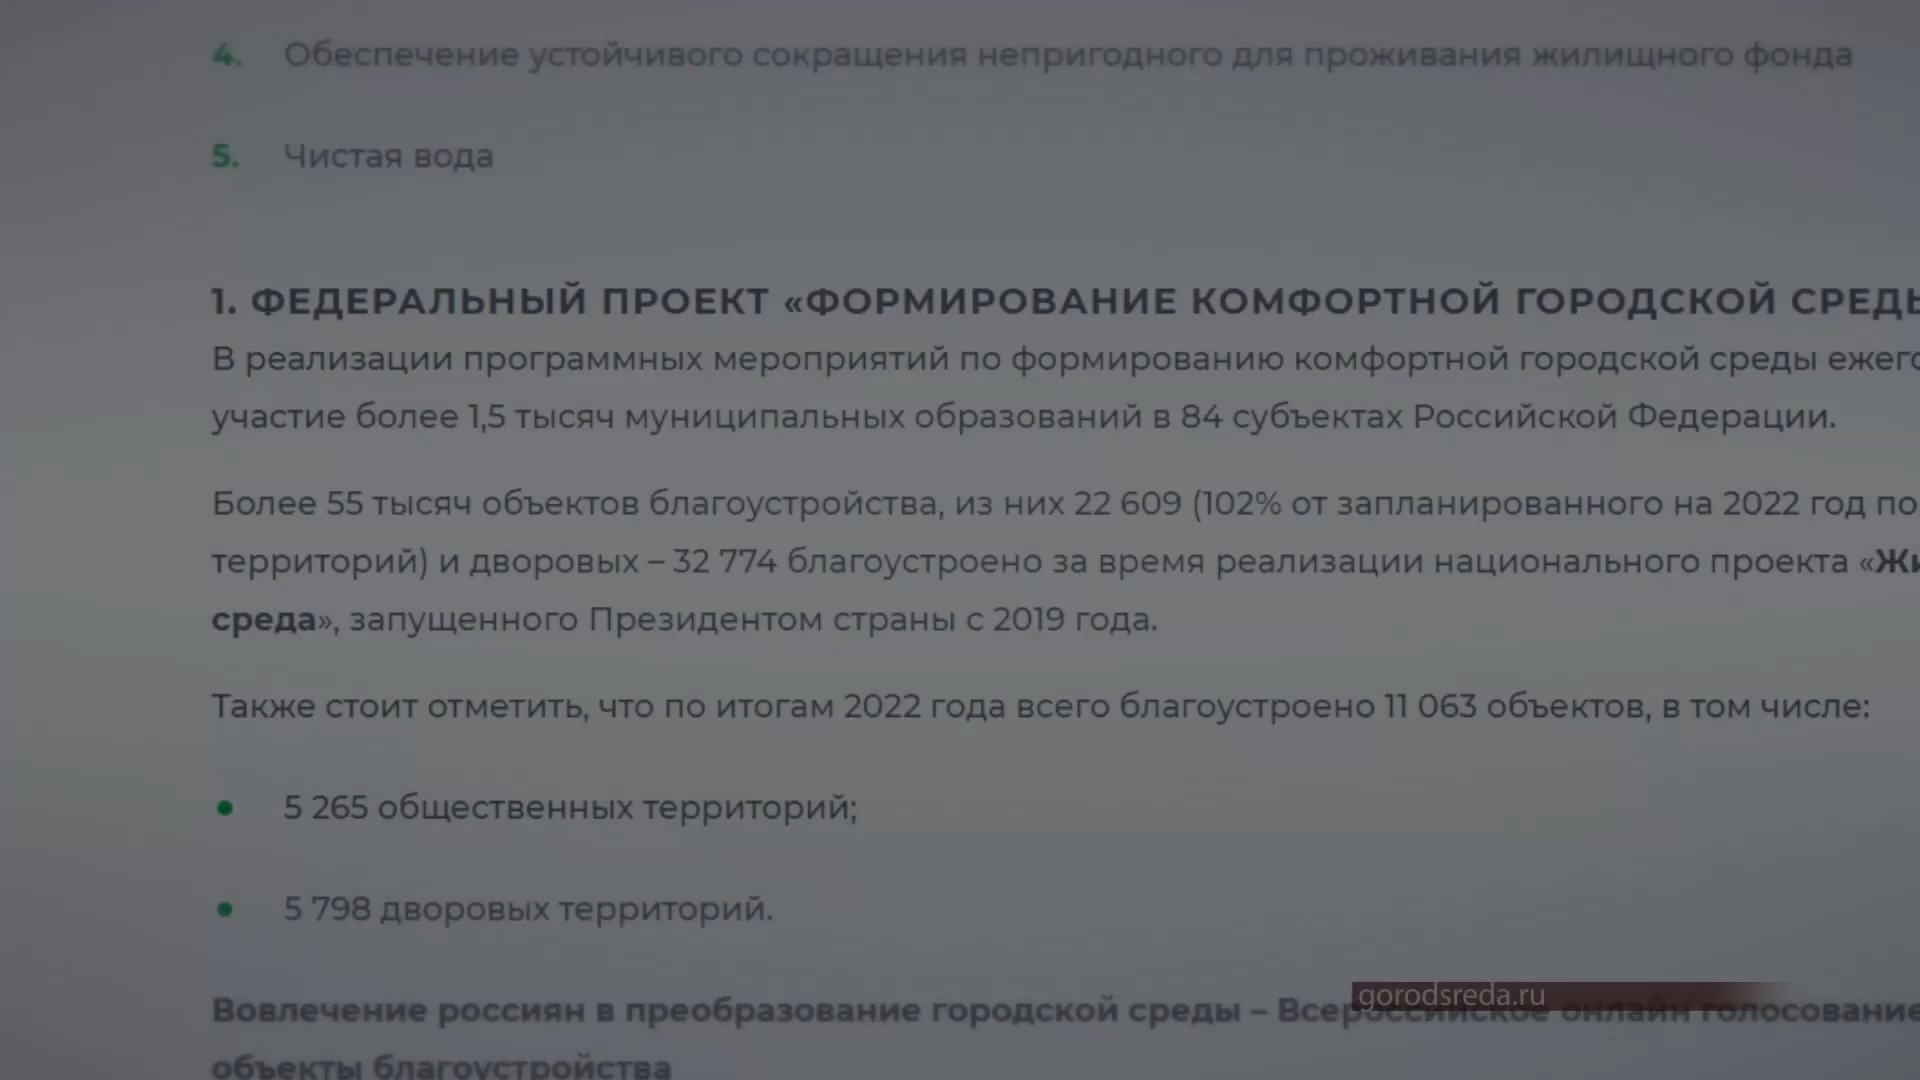 4. Обеспечение устойчивого сокращения непригодного для проживания жилищного фонда
5. Чистая вода
1. ФЕДЕРАЛЬНЫЙ ПРОЕКТ «ФОРМИРОВАНИЕ КОМФОРТНОЙ ГОРОДСКОЙ СРЕДЫ
В реализации программных мероприятий по формированию комфортной городской среды
участие более 1,5 тысяч муниципальных образований в 84 субъектах Российской Федерации.
Более 55 тысяч объектов благоустройства, из них 22 609 (102% от запланированного на 2022 год по
территорий) и дворовых – 32 774 благоустроено за время реализации национального проекта
среда», запущенного Президентом страны с 2019 года.
Также стоит отметить, что по итогам 2022 года всего благоустроено 11 063 объектов, в том числе:
• 5 265 общественных территорий;
• 5 798 дворовых территорий.
Вовлечение россиян в преобразование городской среды – Всероссийское онлайн голосование
объекты благоустройства
gorodsreda.ru